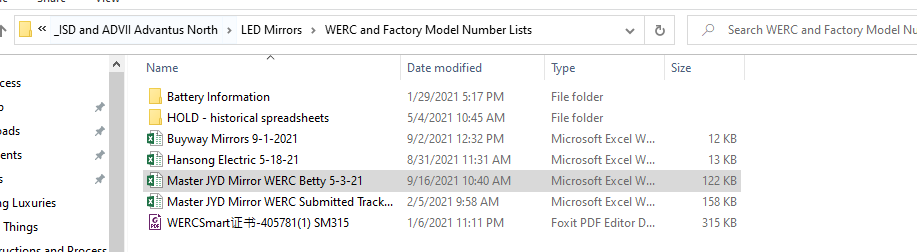 « _ISD and ADVII Advantus North > LED Mirrors > WERC and Factory Model Number Lists
Search WERC and Factory Model Nu
Name Date modified Type Size
cess
Battery Information 1/29/2021 5:17 PM File folder
HOLD - historical spreadsheets 5/4/2021 10:45 AM File folder
oads
Buyway Mirrors 9-1-2021 9/2/2021 12:32 PM Microsoft Excel W... 12 KB
ents
Hansong Electric 5-18-21 8/31/2021 11:31 AM Microsoft Excel W... 13 KB
s
Master JYD Mirror WERC Betty 5-3-21 9/16/2021 10:40 AM Microsoft Excel W... 122 KB
ng Luxuries
Master JYD Mirror WERC Submitted Track... 2/5/2021 9:58 AM Microsoft Excel W... 158 KB
Things
WERCSmart证书-405781(1) SM315 1/6/2021 11:11 PM Foxit PDF Editor D... 315 KB
nstructions and Process